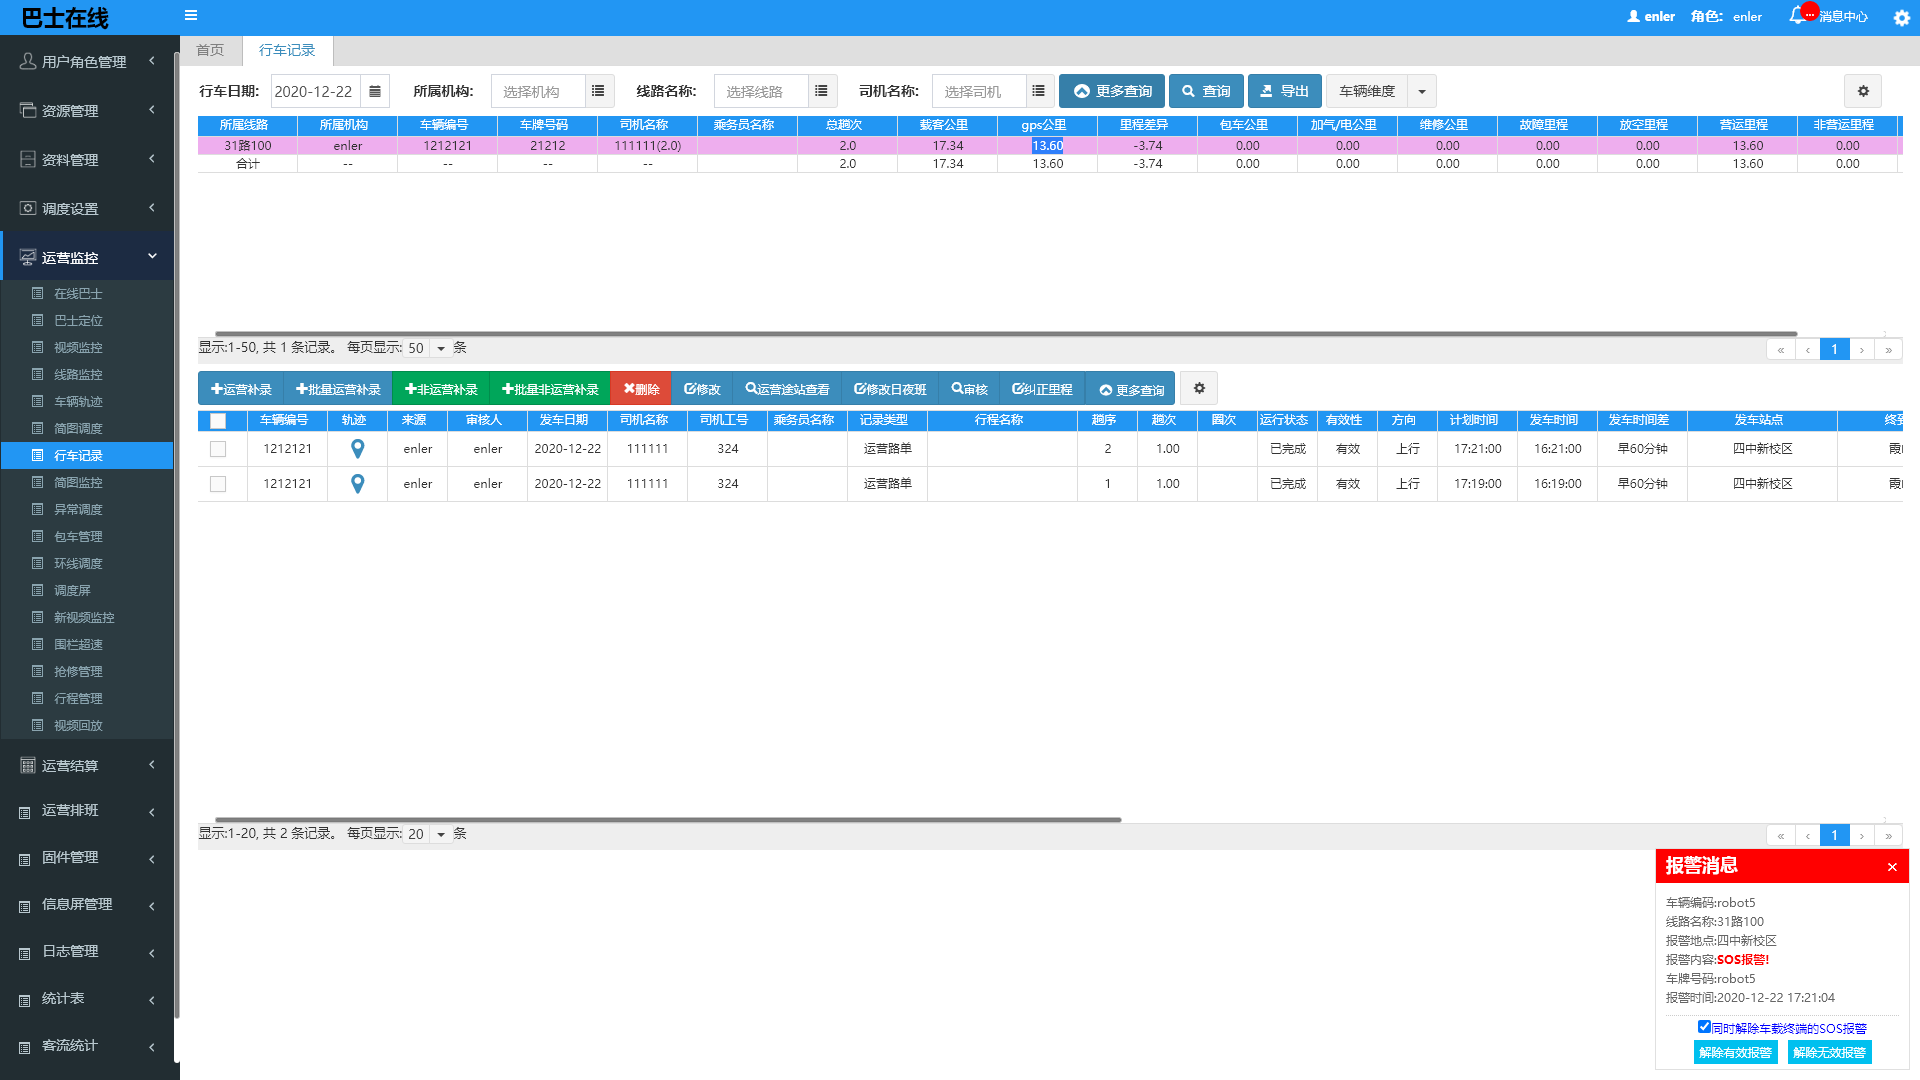 巴士在线
enler 角色: enler ... 消息中心
用户角色管理
资源管理
资料管理
调度设置
运营监控
在线巴士
巴士定位
视频监控
线路监控
车辆轨迹
简图调度
行车记录
简图监控
异常调度
包车管理
环线调度
调度屏
新视频监控
围栏超速
抢修管理
行程管理
视频回放
运营结算
运营排班
固件管理
信息屏管理
日志管理
统计表
客流统计
首页 行车记录
行车日期: 2020-12-22 所属机构: 选择机构 线路名称: 选择线路 司机名称: 选择司机 更多查询 查询 导出 车辆维度
所属线路 所属机构 车辆编号 车牌号码 司机名称 乘务员名称 总趟次 载客公里 gps公里 里程差异 包车公里 加气/电公里 维修公里 故障里程 放空里程 营运里程 非营运里程
31路100 enler 1212121 21212 111111(2.0) 2.0 17.34 13.60 -3.74 0.00 0.00 0.00 0.00 0.00 13.60 0.00
合计 -- -- -- -- 2.0 17.34 13.60 -3.74 0.00 0.00 0.00 0.00 0.00 13.60 0.00
显示:1-50, 共 1 条记录。 每页显示: 50 条 « ‹ 1 › »
运营补录 批量运营补录 非运营补录 批量非运营补录 删除 修改 运营途站查看 修改日夜班 审核 纠正里程 更多查询
车辆编号 轨迹 来源 审核人 发车日期 司机名称 司机工号 乘务员名称 记录类型 行程名称 趟序 趟次 圈次 运行状态 有效性 方向 计划时间 发车时间 发车时间差 发车站点 终到
1212121 enler enler 2020-12-22 111111 324 运营路单 2 1.00 已完成 有效 上行 17:21:00 16:21:00 早60分钟 四中新校区 霞
1212121 enler enler 2020-12-22 111111 324 运营路单 1 1.00 已完成 有效 上行 17:19:00 16:19:00 早60分钟 四中新校区 霞
显示:1-20, 共 2 条记录。 每页显示: 20 条 « ‹ 1 › »
报警消息 ×
车辆编码:robot5
线路名称:31路100
报警地点:四中新校区
报警内容:SOS报警!
车牌号码:robot5
报警时间:2020-12-22 17:21:04
同时解除车载终端的SOS报警
解除有效报警 解除无效报警